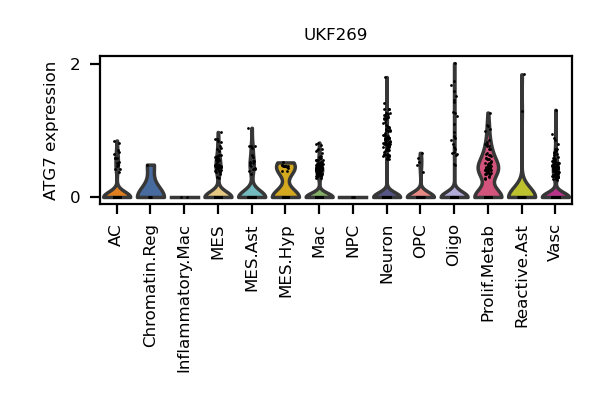 UKF269
ATG7 expression
2
0
AC
Chromatin.Reg
Inflammatory.Mac
MES
MES.Ast
MES.Hyp
Mac
NPC
Neuron
OPC
Oligo
Prolif.Metab
Reactive.Ast
Vasc